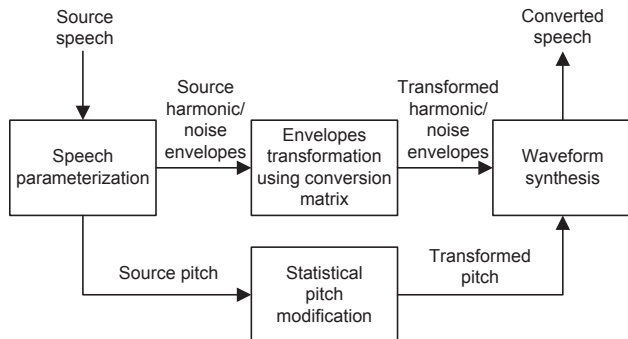 Source
speech
Converted
speech
Source
harmonic/
noise
envelopes
Transformed
harmonic/
noise
envelopes
Speech
parameterization
Envelopes
transformation
using conversion
matrix
Waveform
synthesis
Source pitch
Statistical
pitch
modification
Transformed
pitch